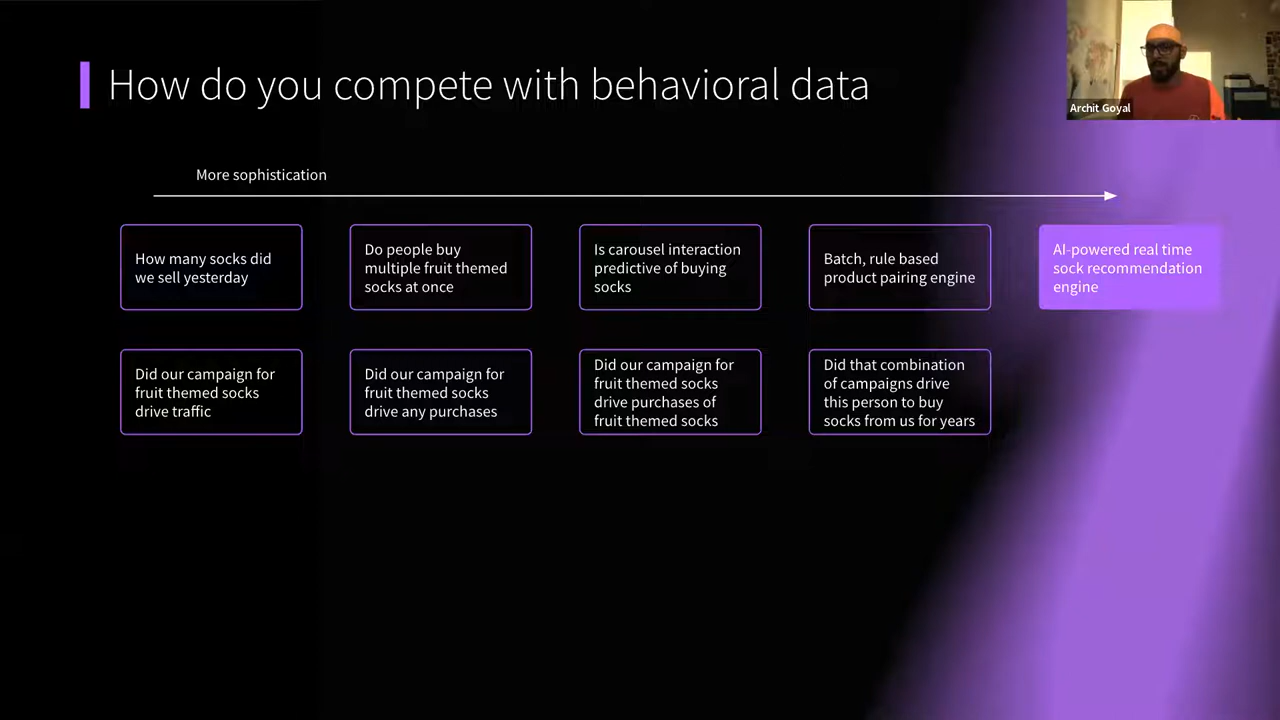 How do you compete with behavioral data
Archit Goyal
More sophistication
How many socks did
we sell yesterday
Do people buy
multiple fruit themed
socks at once
Is carousel interaction
predictive of buying
socks
Batch, rule based
product pairing engine
AI-powered real time
sock recommendation
engine
Did our campaign for
fruit themed socks
drive traffic
Did our campaign for
fruit themed socks
drive any purchases
Did our campaign for
fruit themed socks
drive purchases of
fruit themed socks
Did that combination
of campaigns drive
this person to buy
socks from us for years